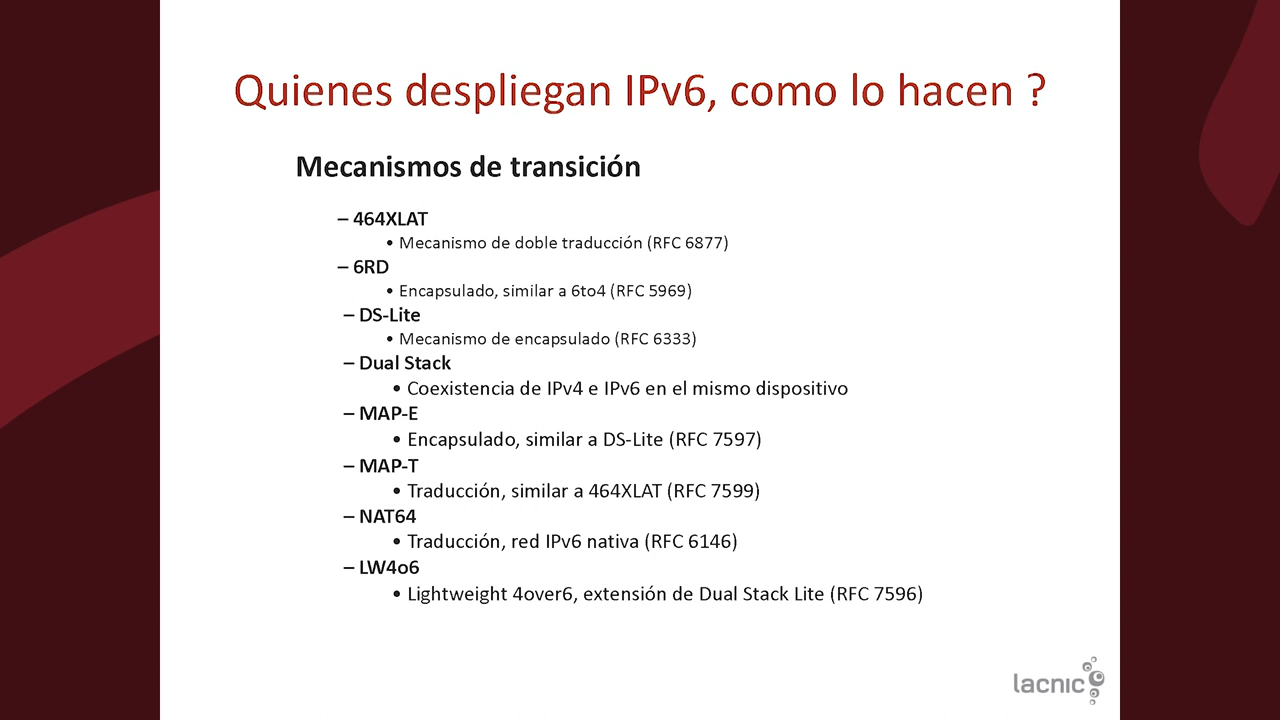 Quienes despliegan IPv6, como lo hacen ?
Mecanismos de transición
– 464XLAT
• Mecanismo de doble traducción (RFC 6877)
– 6RD
• Encapsulado, similar a 6to4 (RFC 5969)
– DS-Lite
• Mecanismo de encapsulado (RFC 6333)
– Dual Stack
• Coexistencia de IPv4 e IPv6 en el mismo dispositivo
– MAP-E
• Encapsulado, similar a DS-Lite (RFC 7597)
– MAP-T
• Traducción, similar a 464XLAT (RFC 7599)
– NAT64
• Traducción, red IPv6 nativa (RFC 6146)
– LW4o6
• Lightweight 4over6, extensión de Dual Stack Lite (RFC 7596)
lacnic